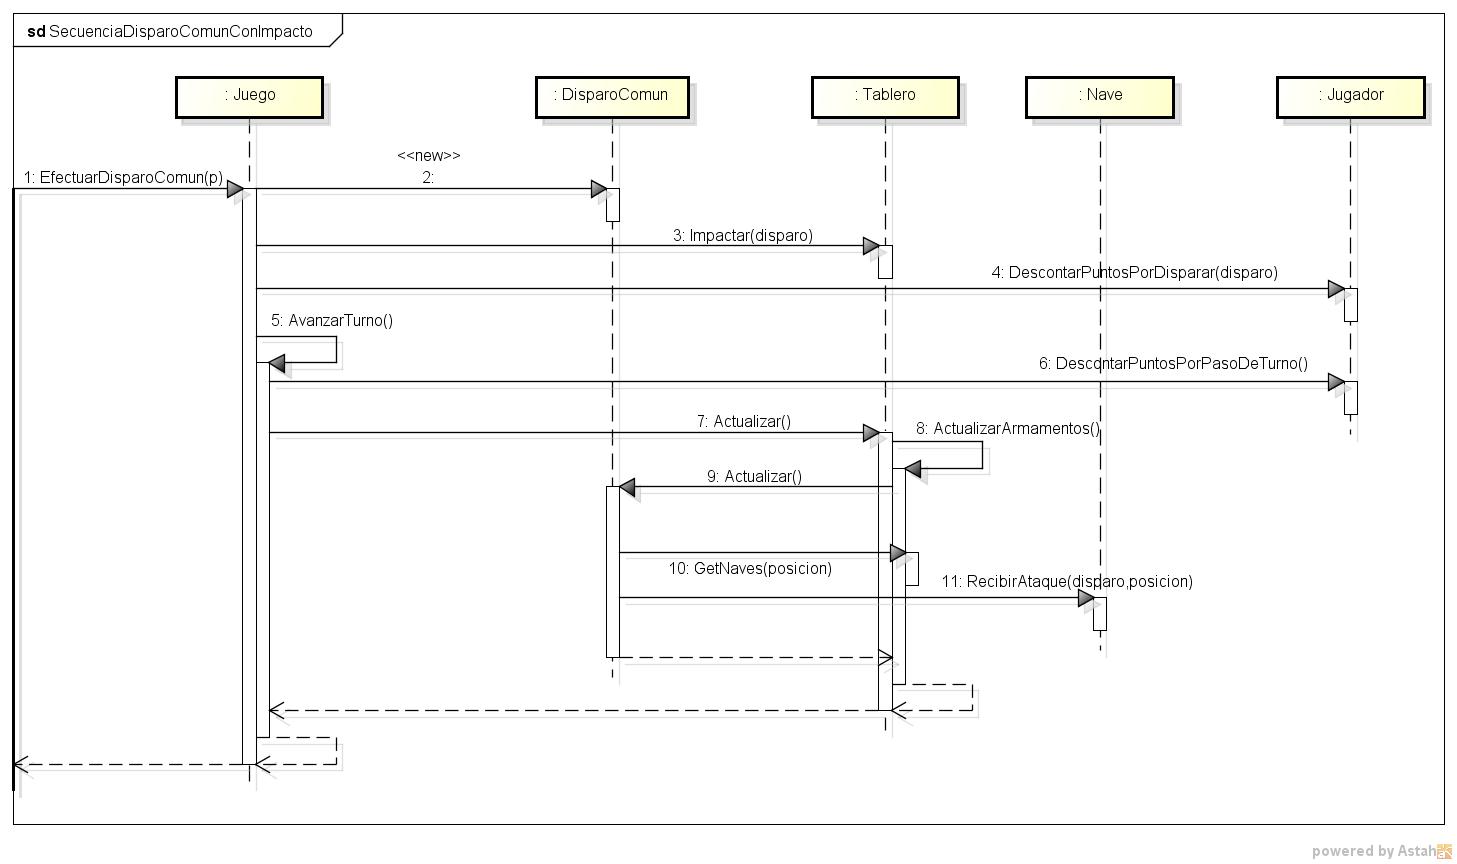 sd SecuenciaDisparoComunConImpacto
: Juego
: DisparoComun
: Tablero
: Nave
: Jugador
<<new>>
1: EfectuarDisparoComun(p)
2:
3: Impactar(disparo)
4: DescontarPuntosPorDisparar(disparo)
5: AvanzarTurno()
6: DescontarPuntosPorPasoDeTurno()
7: Actualizar()
8: ActualizarArmamentos()
9: Actualizar()
10: GetNaves(posicion)
11: RecibirAtaque(disparo,posicion)
powered by Astah